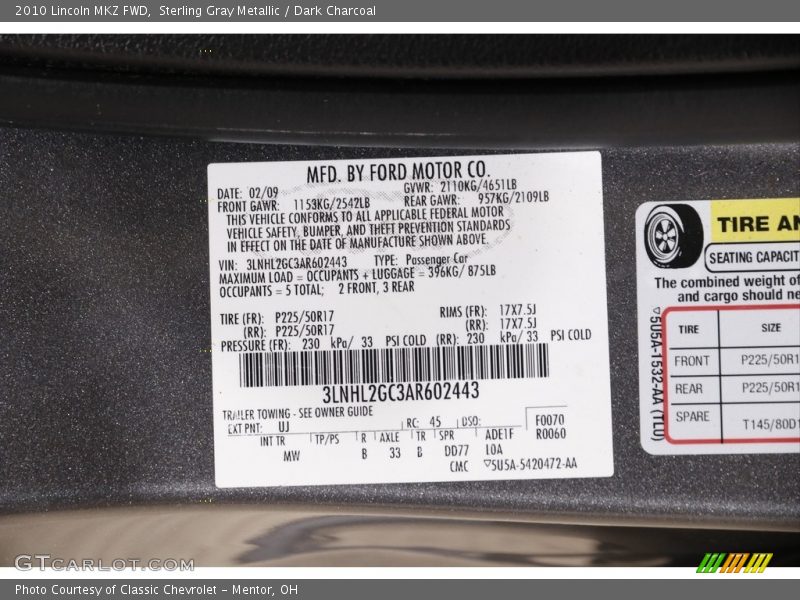 2010 Lincoln MKZ FWD, Sterling Gray Metallic / Dark Charcoal
MFD. BY FORD MOTOR CO.
DATE: 02/09 GVWR: 2110KG/4651LB
FRONT GAWR: 1153KG/2542LB REAR GAWR: 957KG/2109LB
THIS VEHICLE CONFORMS TO ALL APPLICABLE FEDERAL MOTOR
VEHICLE SAFETY, BUMPER, AND THEFT PREVENTION STANDARDS
IN EFFECT ON THE DATE OF MANUFACTURE SHOWN ABOVE.
VIN: 3LNHL2GC3AR602443 TYPE: Passenger Car
MAXIMUM LOAD = OCCUPANTS + LUGGAGE = 396KG/ 875LB
OCCUPANTS = 5 TOTAL; 2 FRONT, 3 REAR
TIRE (FR): P225/50R17 RIMS (FR): 17X7.5J
(RR): P225/50R17 (RR): 17X7.5J
PRESSURE (FR): 230 kPa/ 33 PSI COLD (RR): 230 kPa/ 33 PSI COLD
3LNHL2GC3AR602443
TRAILER TOWING - SEE OWNER GUIDE
EXT PNT: UJ RC: 45 DSO: F0070
INT TR TP/PS R AXLE TR SPR ADE1F R0060
MW B 33 B DD77 LOA
CMC ▽5U5A-5420472-AA
TIRE AN
SEATING CAPACIT
The combined weight of
and cargo should ne
▽5U5A-1532-AA (TLO)
TIRE SIZE
FRONT P225/50R1
REAR P225/50R1
SPARE T145/80D1
GTCARLOT.COM
Photo Courtesy of Classic Chevrolet - Mentor, OH